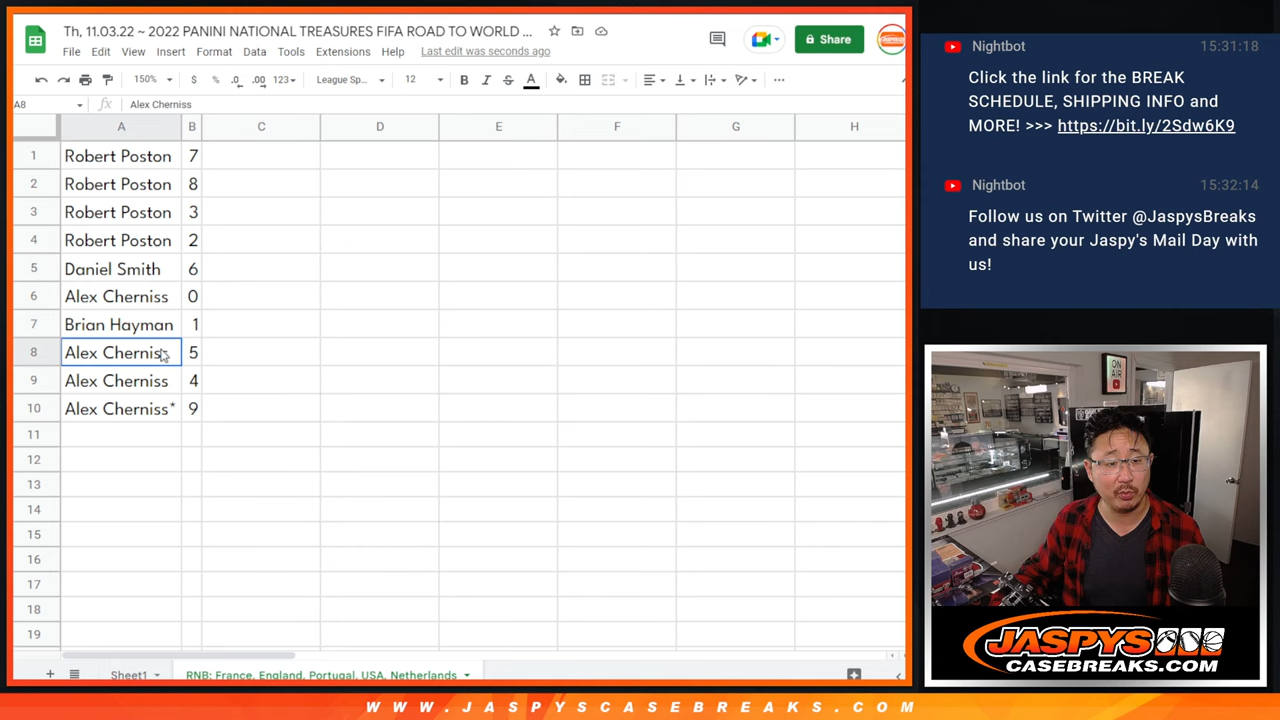 Th, 11.03.22 ~ 2022 PANINI NATIONAL TREASURES FIFA ROAD TO WORLD ...
File Edit View Insert Format Data Tools Extensions Help Last edit was seconds ago
Share
150% $ % .0 .00 123 League Sp... 12 B I S A
A8 fx Alex Cherniss
A B C D E F G H
1 Robert Poston 7
2 Robert Poston 8
3 Robert Poston 3
4 Robert Poston 2
5 Daniel Smith 6
6 Alex Cherniss 0
7 Brian Hayman 1
8 Alex Cherniss 5
9 Alex Cherniss 4
10 Alex Cherniss* 9
11
12
13
14
15
16
17
18
19
Sheet1 RNB: France, England, Portugal, USA, Netherlands
Nightbot 15:31:18
Click the link for the BREAK
SCHEDULE, SHIPPING INFO and
MORE! >>> https://bit.ly/2Sdw6K9
Nightbot 15:32:14
Follow us on Twitter @JaspysBreaks
and share your Jaspy's Mail Day with
us!
ON
AIR
JASPYS
CASEBREAKS.COM
WWW.JASPYSCASEBREAKS.COM